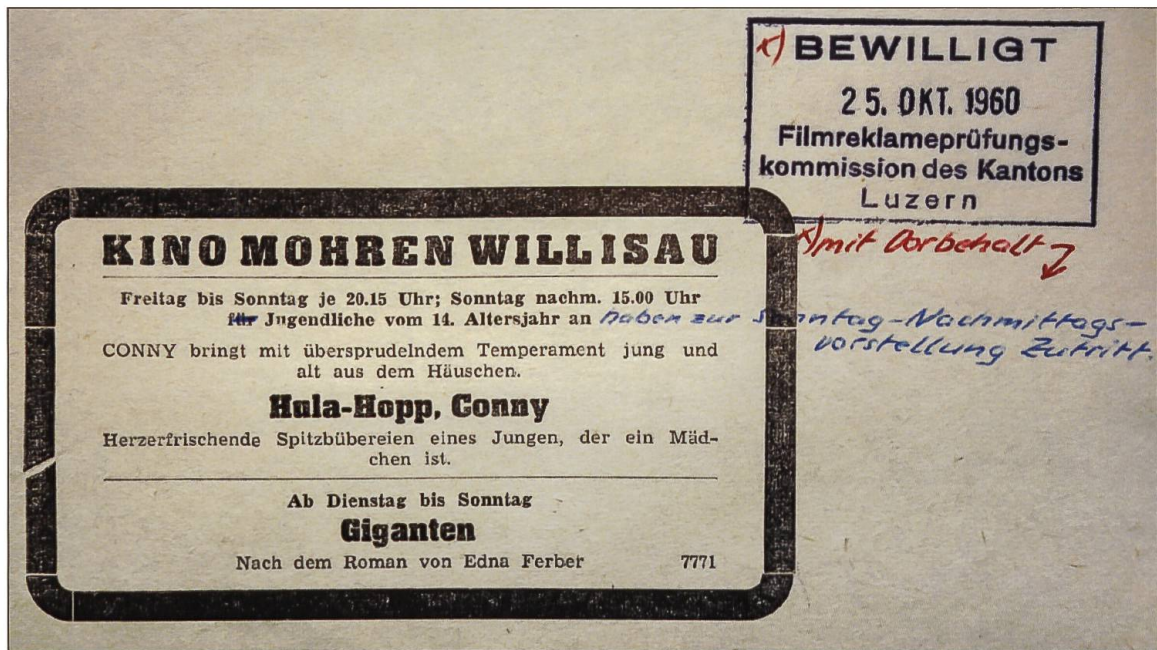 x) BEWILLIGT
25. OKT. 1960
Filmreklameprüfungs-
kommission des Kantons
Luzern
x) mit Vorbehalt
KINO MOHREN WILLISAU
Freitag bis Sonntag je 20.15 Uhr; Sonntag nachm. 15.00 Uhr
für Jugendliche vom 14. Altersjahr an haben zur Sonntag-Nachmittags-
vorstellung Zutritt.
CONNY bringt mit übersprudelndem Temperament jung und
alt aus dem Häuschen.
Hula-Hopp, Conny
Herzerfrischende Spitzbübereien eines Jungen, der ein Mäd-
chen ist.
Ab Dienstag bis Sonntag
Giganten
Nach dem Roman von Edna Ferber 7771